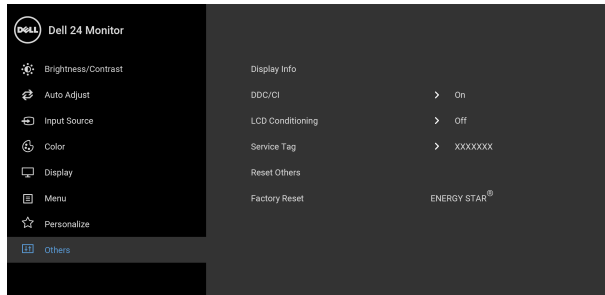 DELL Dell 24 Monitor
Brightness/Contrast
Auto Adjust
Input Source
Color
Display
Menu
Personalize
Others
Display Info
DDC/CI > On
LCD Conditioning > Off
Service Tag > XXXXXXX
Reset Others
Factory Reset ENERGY STAR®